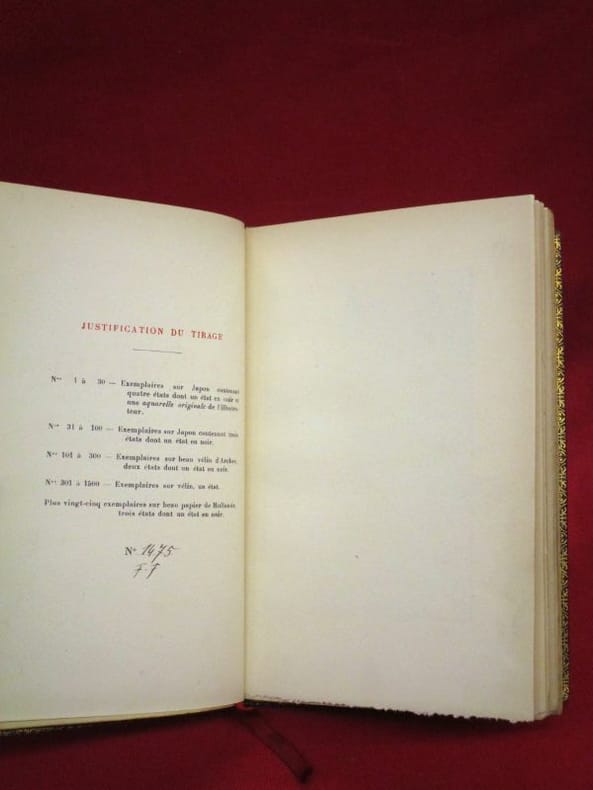 JUSTIFICATION DU TIRAGE
Nos 1 à 30 — Exemplaires sur Japon contenant
quatre états dont un état en noir et
une aquarelle originale de l'illustra-
teur.
Nos 31 à 100 — Exemplaires sur Japon contenant trois
états dont un état en noir.
Nos 101 à 300 — Exemplaires sur beau vélin d'Arches,
deux états dont un état en noir.
Nos 301 à 1500 — Exemplaires sur vélin, un état.
Plus vingt-cinq exemplaires sur beau papier de Hollande
trois états dont un état en noir.
No 1475
F.F